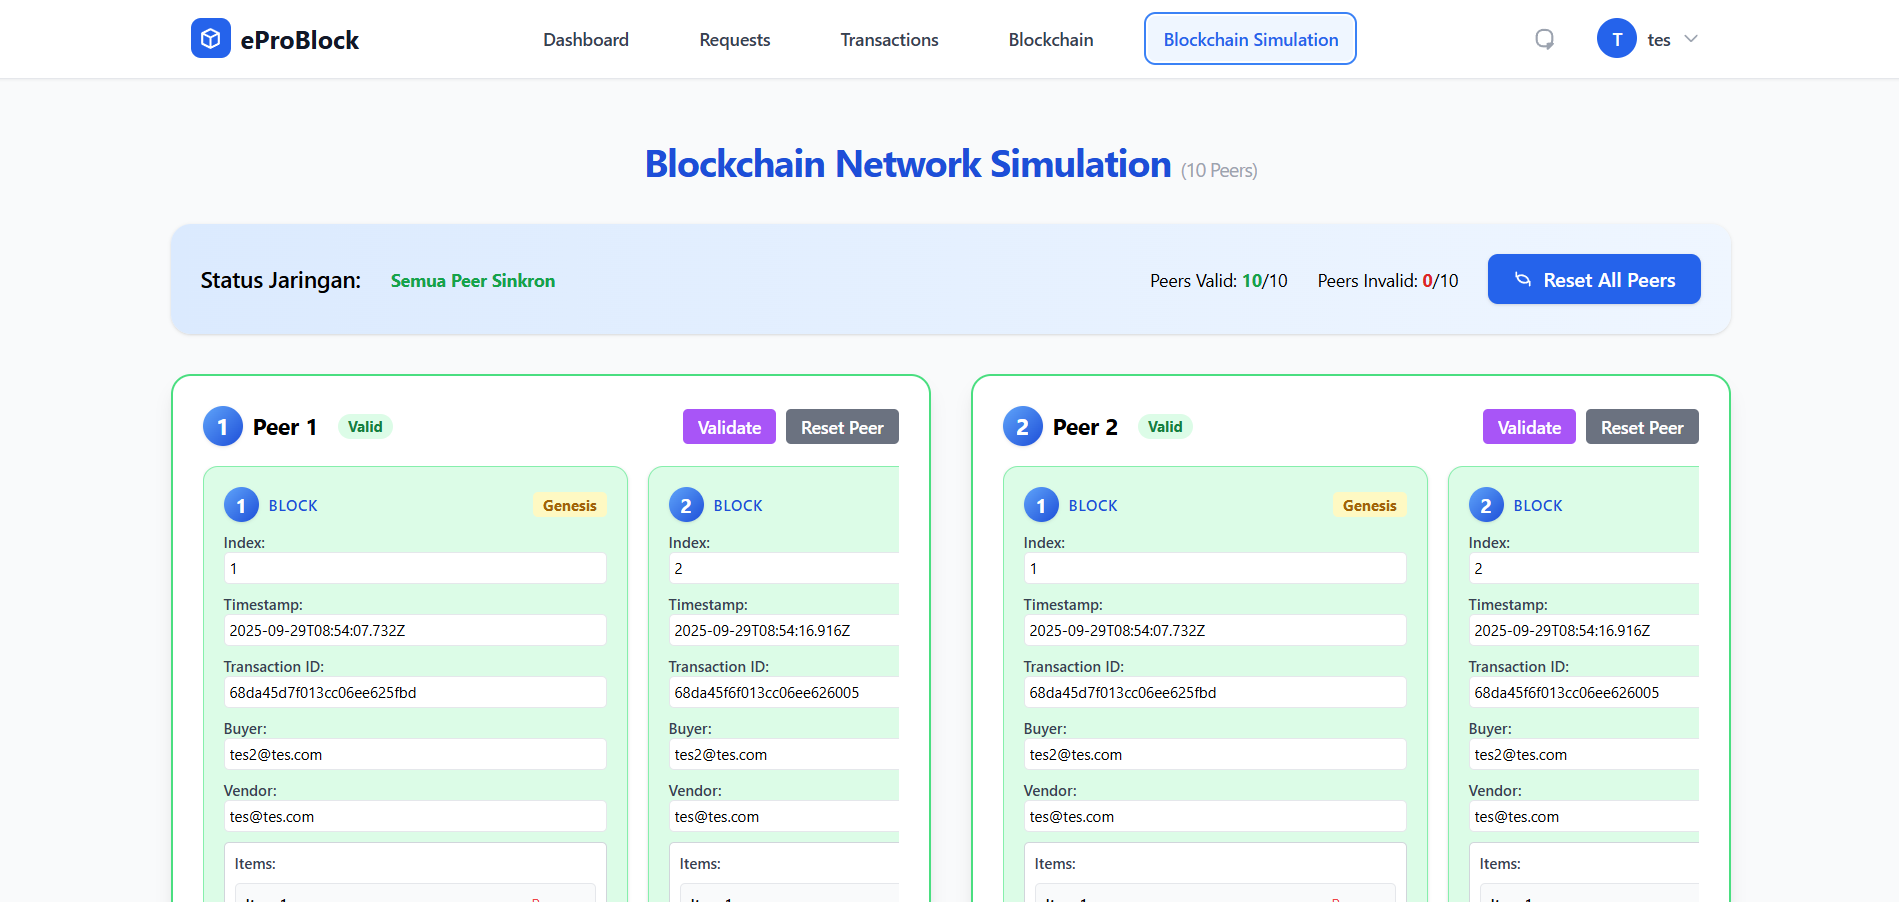 eProBlock
Dashboard
Requests
Transactions
Blockchain
Blockchain Simulation
T
tes
Blockchain Network Simulation (10 Peers)
Status Jaringan: Semua Peer Sinkron
Peers Valid: 10/10
Peers Invalid: 0/10
Reset All Peers
1 Peer 1 Valid
Validate
Reset Peer
1 BLOCK Genesis
Index:
1
Timestamp:
2025-09-29T08:54:07.732Z
Transaction ID:
68da45d7f013cc06ee625fbd
Buyer:
tes2@tes.com
Vendor:
tes@tes.com
Items:
2 BLOCK
Index:
2
Timestamp:
2025-09-29T08:54:16.916Z
Transaction ID:
68da45f6f013cc06ee626005
Buyer:
tes2@tes.com
Vendor:
tes@tes.com
Items:
2 Peer 2 Valid
Validate
Reset Peer
1 BLOCK Genesis
Index:
1
Timestamp:
2025-09-29T08:54:07.732Z
Transaction ID:
68da45d7f013cc06ee625fbd
Buyer:
tes2@tes.com
Vendor:
tes@tes.com
Items:
2 BLOCK
Index:
2
Timestamp:
2025-09-29T08:54:16.916Z
Transaction ID:
68da45f6f013cc06ee626005
Buyer:
tes2@tes.com
Vendor:
tes@tes.com
Items: